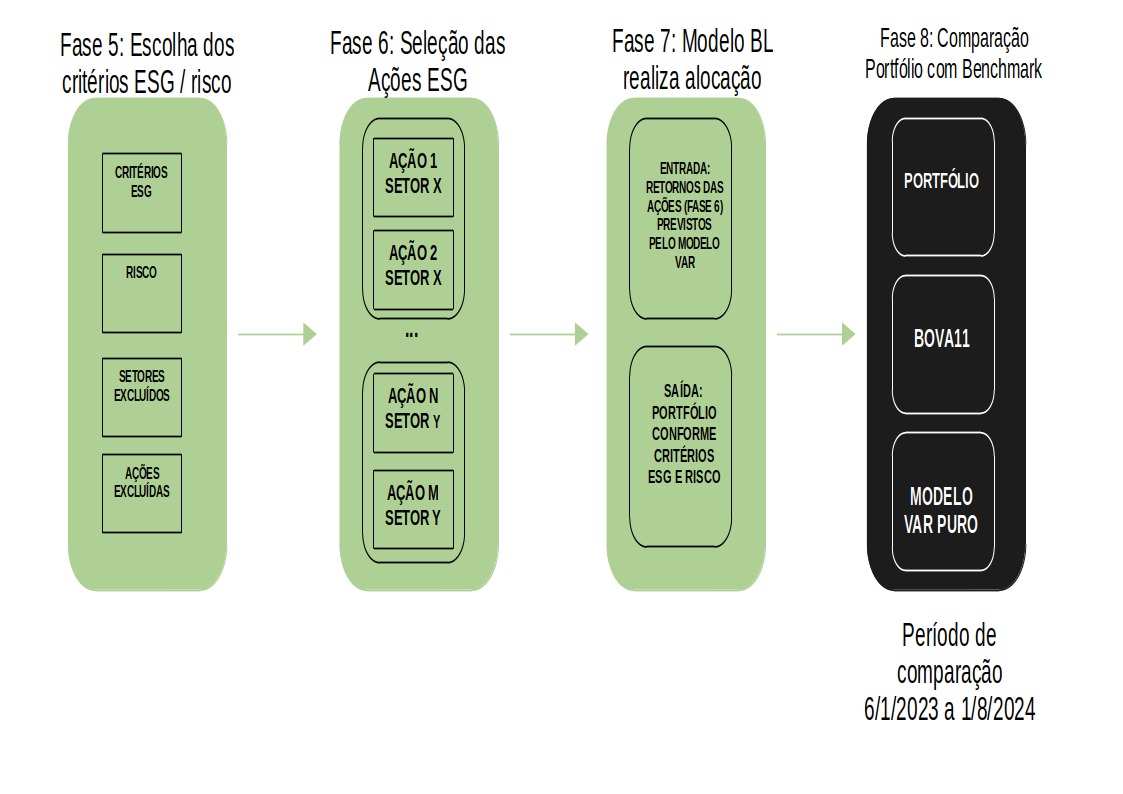 Fase 5: Escolha dos
critérios ESG / risco
CRITÉRIOS
ESG
RISCO
SETORES
EXCLUÍDOS
AÇÕES
EXCLUÍDAS
Fase 6: Seleção das
Ações ESG
AÇÃO 1
SETOR X
AÇÃO 2
SETOR X
...
AÇÃO N
SETOR Y
AÇÃO M
SETOR Y
Fase 7: Modelo BL
realiza alocação
ENTRADA:
RETORNOS DAS
AÇÕES (FASE 6)
PREVISTOS
PELO MODELO
VAR
SAÍDA:
PORTFÓLIO
CONFORME
CRITÉRIOS
ESG E RISCO
Fase 8: Comparação
Portfólio com Benchmark
PORTFÓLIO
BOVA11
MODELO
VAR PURO
Período de
comparação
6/1/2023 a 1/8/2024